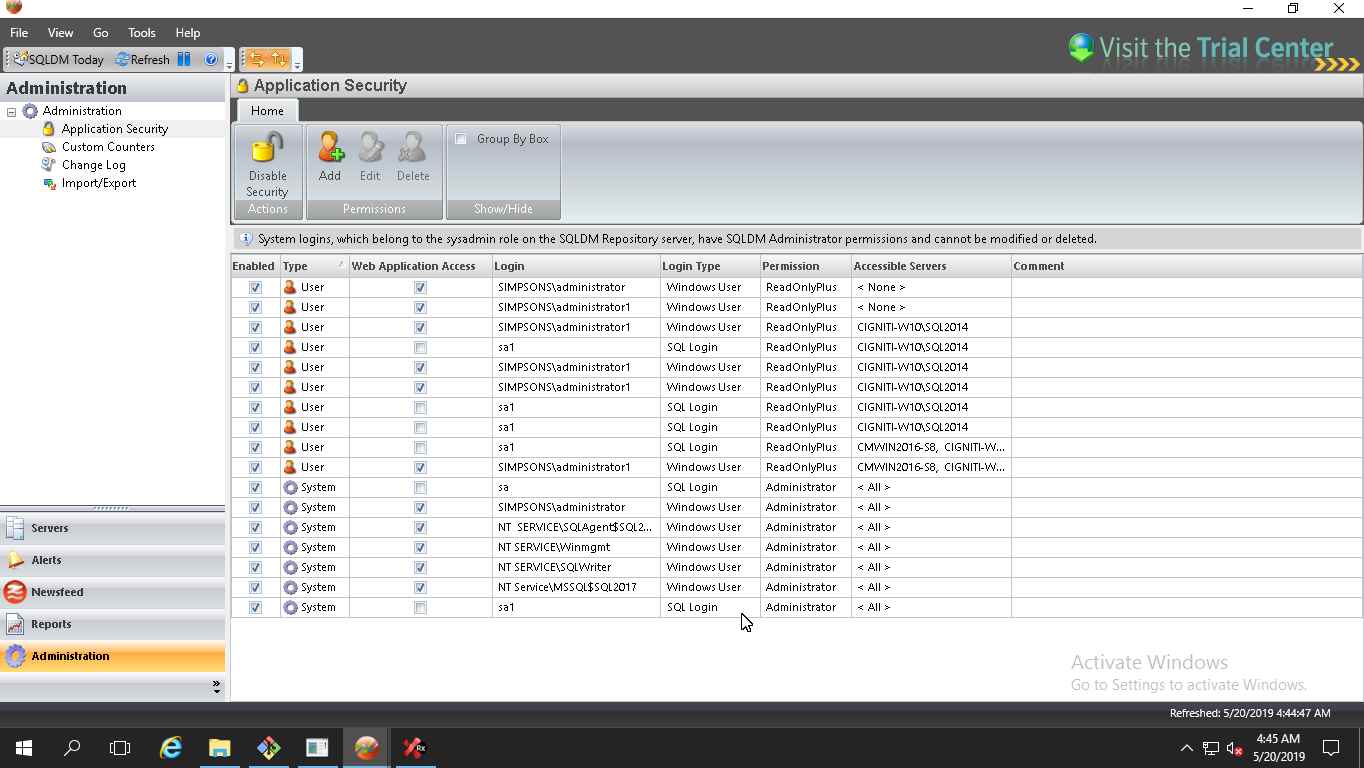 File View Go Tools Help
SQLDM Today Refresh
Visit the Trial Center
Administration
Administration
Application Security
Custom Counters
Change Log
Import/Export
Servers
Alerts
Newsfeed
Reports
Administration
Application Security
Home
Disable Security
Actions
Add Edit Delete
Permissions
Group By Box
Show/Hide
System logins, which belong to the sysadmin role on the SQLDM Repository server, have SQLDM Administrator permissions and cannot be modified or deleted.
Enabled Type Web Application Access Login Login Type Permission Accessible Servers Comment
User SIMPSONS\administrator Windows User ReadOnlyPlus < None >
User SIMPSONS\administrator1 Windows User ReadOnlyPlus < None >
User SIMPSONS\administrator1 Windows User ReadOnlyPlus CIGNITI-W10\SQL2014
User sa1 SQL Login ReadOnlyPlus CIGNITI-W10\SQL2014
User SIMPSONS\administrator1 Windows User ReadOnlyPlus CIGNITI-W10\SQL2014
User SIMPSONS\administrator1 Windows User ReadOnlyPlus CIGNITI-W10\SQL2014
User sa1 SQL Login ReadOnlyPlus CIGNITI-W10\SQL2014
User sa1 SQL Login ReadOnlyPlus CIGNITI-W10\SQL2014
User sa1 SQL Login ReadOnlyPlus CMWIN2016-S8, CIGNITI-W...
User SIMPSONS\administrator1 Windows User ReadOnlyPlus CMWIN2016-S8, CIGNITI-W...
System sa SQL Login Administrator < All >
System SIMPSONS\administrator Windows User Administrator < All >
System NT SERVICE\SQLAgent$SQL2... Windows User Administrator < All >
System NT SERVICE\Winmgmt Windows User Administrator < All >
System NT SERVICE\SQLWriter Windows User Administrator < All >
System NT Service\MSSQL$SQL2017 Windows User Administrator < All >
System sa1 SQL Login Administrator < All >
Activate Windows
Go to Settings to activate Windows.
Refreshed: 5/20/2019 4:44:47 AM
Rx
4:45 AM
5/20/2019